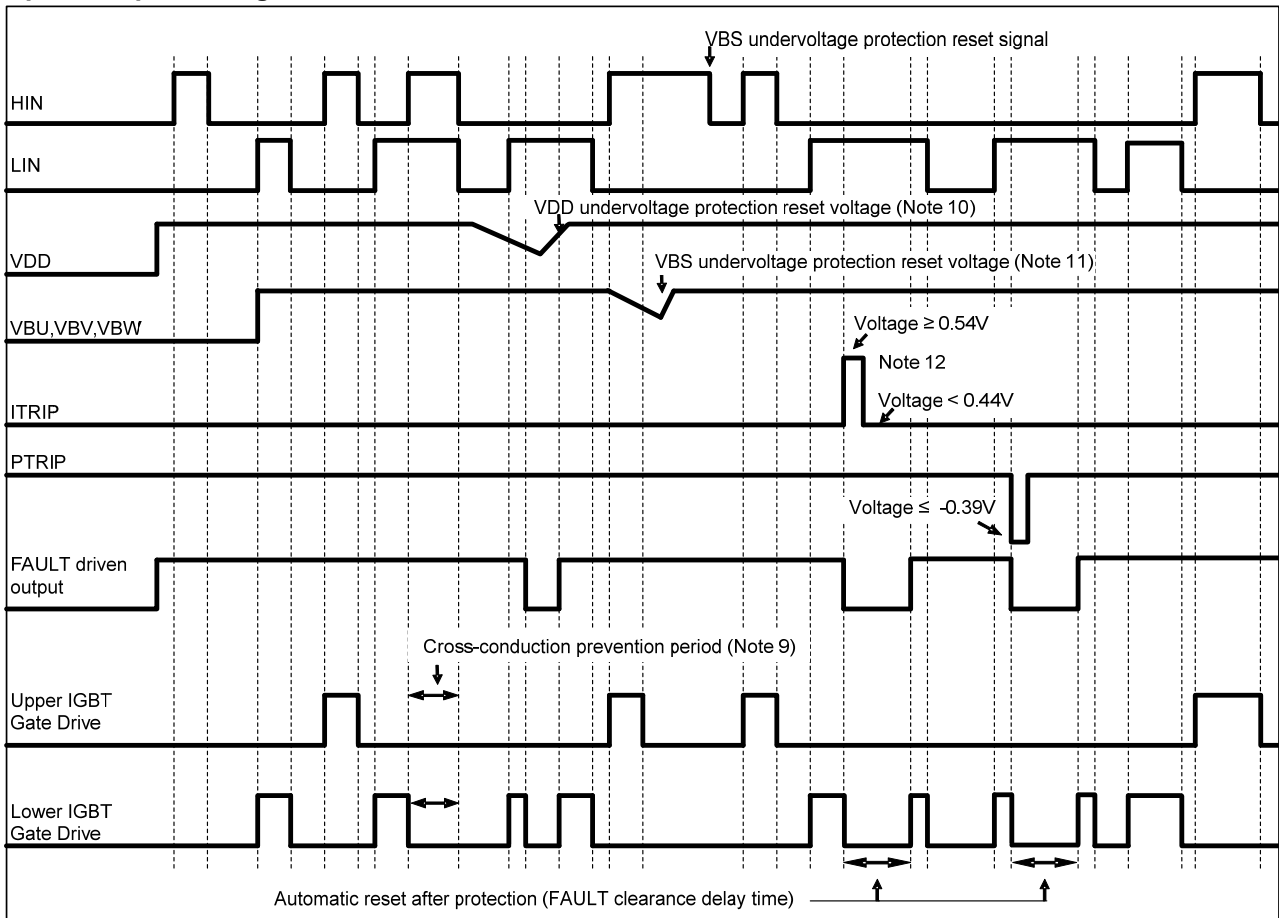 VBS undervoltage protection reset signal
HIN
LIN
VDD undervoltage protection reset voltage (Note 10)
VDD
VBS undervoltage protection reset voltage (Note 11)
VBU,VBV,VBW
Voltage ≥ 0.54V
Note 12
Voltage < 0.44V
ITRIP
PTRIP
Voltage ≤ -0.39V
FAULT driven
output
Cross-conduction prevention period (Note 9)
Upper IGBT
Gate Drive
Lower IGBT
Gate Drive
Automatic reset after protection (FAULT clearance delay time)